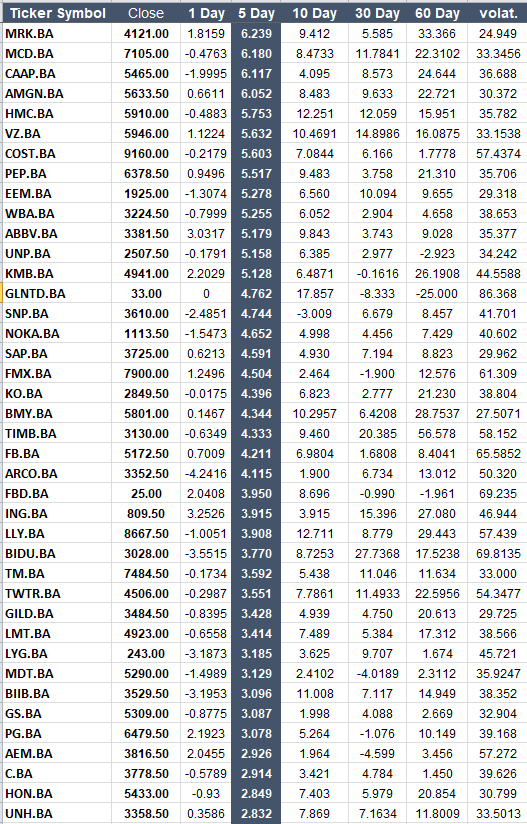 Ticker Symbol Close 1 Day 5 Day 10 Day 30 Day 60 Day volat.
MRK.BA 4121.00 1.8159 6.239 9.412 5.585 33.366 24.949
MCD.BA 7105.00 -0.4763 6.180 8.4733 11.7841 22.3102 33.3456
CAAP.BA 5465.00 -1.9995 6.117 4.095 8.573 24.644 36.688
AMGN.BA 5633.50 0.6611 6.052 8.483 9.633 22.721 30.372
HMC.BA 5910.00 -0.4883 5.753 12.251 12.059 15.951 35.782
VZ.BA 5946.00 1.1224 5.632 10.4691 14.8986 16.0875 33.1538
COST.BA 9160.00 -0.2179 5.603 7.0844 6.166 1.7778 57.4374
PEP.BA 6378.50 0.9496 5.517 9.483 3.758 21.310 35.706
EEM.BA 1925.00 -1.3074 5.278 6.560 10.094 9.655 29.318
WBA.BA 3224.50 -0.7999 5.255 6.052 2.904 4.658 38.653
ABBV.BA 3381.50 3.0317 5.179 9.843 3.743 9.028 35.377
UNP.BA 2507.50 -0.1791 5.158 6.385 2.977 -2.923 34.242
KMB.BA 4941.00 2.2029 5.128 6.4871 -0.1616 26.1908 44.5588
GLNTD.BA 33.00 0 4.762 17.857 -8.333 -25.000 86.368
SNP.BA 3610.00 -2.4851 4.744 -3.009 6.679 8.457 41.701
NOKA.BA 1113.50 -1.5473 4.652 4.998 4.456 7.429 40.602
SAP.BA 3725.00 0.6213 4.591 4.930 7.194 8.823 29.962
FMX.BA 7900.00 1.2496 4.504 2.464 -1.900 12.576 61.309
KO.BA 2849.50 -0.0175 4.396 6.823 2.777 21.230 38.804
BMY.BA 5801.00 0.1467 4.344 10.2957 6.4208 28.7537 27.5071
TIMB.BA 3130.00 -0.6349 4.333 9.460 20.385 56.578 58.152
FB.BA 5172.50 0.7009 4.211 6.9804 1.6808 8.4041 65.5852
ARCO.BA 3352.50 -4.2416 4.115 1.900 6.734 13.012 50.320
FBD.BA 25.00 2.0408 3.950 8.696 -0.990 -1.961 69.235
ING.BA 809.50 3.2526 3.915 3.915 15.396 27.080 46.944
LLY.BA 8667.50 -1.0051 3.908 12.711 8.779 29.443 57.439
BIDU.BA 3028.00 -3.5515 3.770 8.7253 27.7368 17.5238 69.8135
TM.BA 7484.50 -0.1734 3.592 5.438 11.046 11.634 33.000
TWTR.BA 4506.00 -0.2987 3.551 7.7861 11.4933 22.5956 54.3477
GILD.BA 3484.50 -0.8395 3.428 4.939 4.750 20.613 29.725
LMT.BA 4923.00 -0.6558 3.414 7.489 5.384 17.312 38.566
LYG.BA 243.00 -3.1873 3.185 3.625 9.707 1.674 45.721
MDT.BA 5290.00 -1.4989 3.129 2.4102 -4.0189 2.3112 35.9247
BIIB.BA 3529.50 -3.1953 3.096 11.008 7.117 14.949 38.352
GS.BA 5309.00 -0.8775 3.087 1.998 4.088 2.669 32.904
PG.BA 6479.50 2.1923 3.078 5.264 -1.076 10.149 39.168
AEM.BA 3816.50 2.0455 2.926 1.964 -4.599 3.456 57.272
C.BA 3778.50 -0.5789 2.914 3.421 4.784 1.450 39.626
HON.BA 5433.00 -0.93 2.849 7.403 5.979 20.854 30.799
UNH.BA 3358.50 0.3586 2.832 7.869 7.1634 11.8009 33.5013